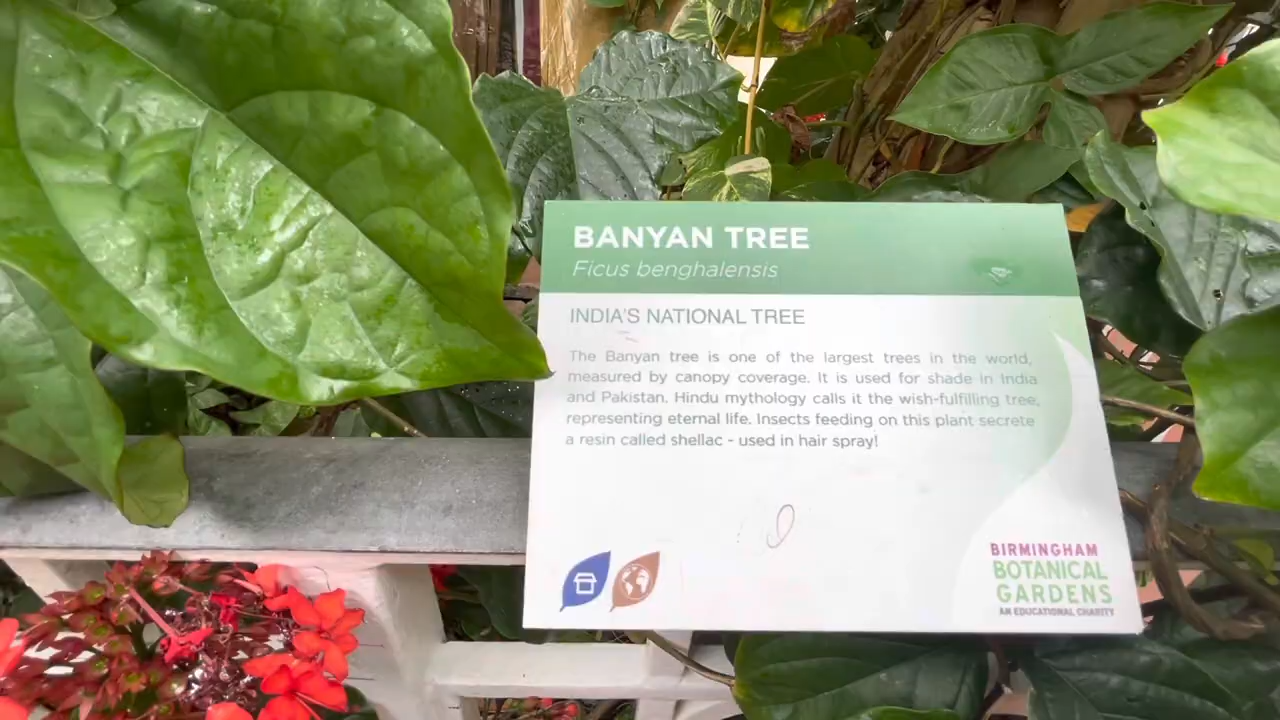 BANYAN TREE
Ficus benghalensis
INDIA'S NATIONAL TREE
The Banyan tree is one of the largest trees in the world,
measured by canopy coverage. It is used for shade in India
and Pakistan. Hindu mythology calls it the wish-fulfilling tree,
representing eternal life. Insects feeding on this plant secrete
a resin called shellac - used in hair spray!
BIRMINGHAM
BOTANICAL
GARDENS
AN EDUCATIONAL CHARITY